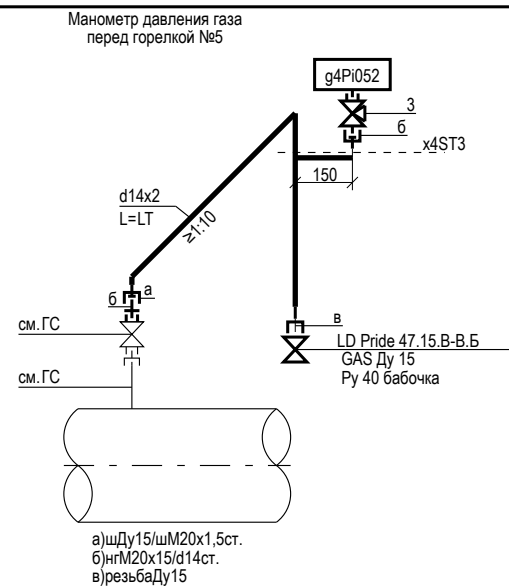 Манометр давления газа
перед горелкой №5
g4Pi052
3
б
x4ST3
150
d14x2
L=LT
≥1:10
а
б
см.ГС
см.ГС
в
LD Pride 47.15.В-В.Б
GAS Ду 15
Ру 40 бабочка
а)шДу15/шМ20х1,5ст.
б)нгМ20х15/d14ст.
в)резьбаДу15